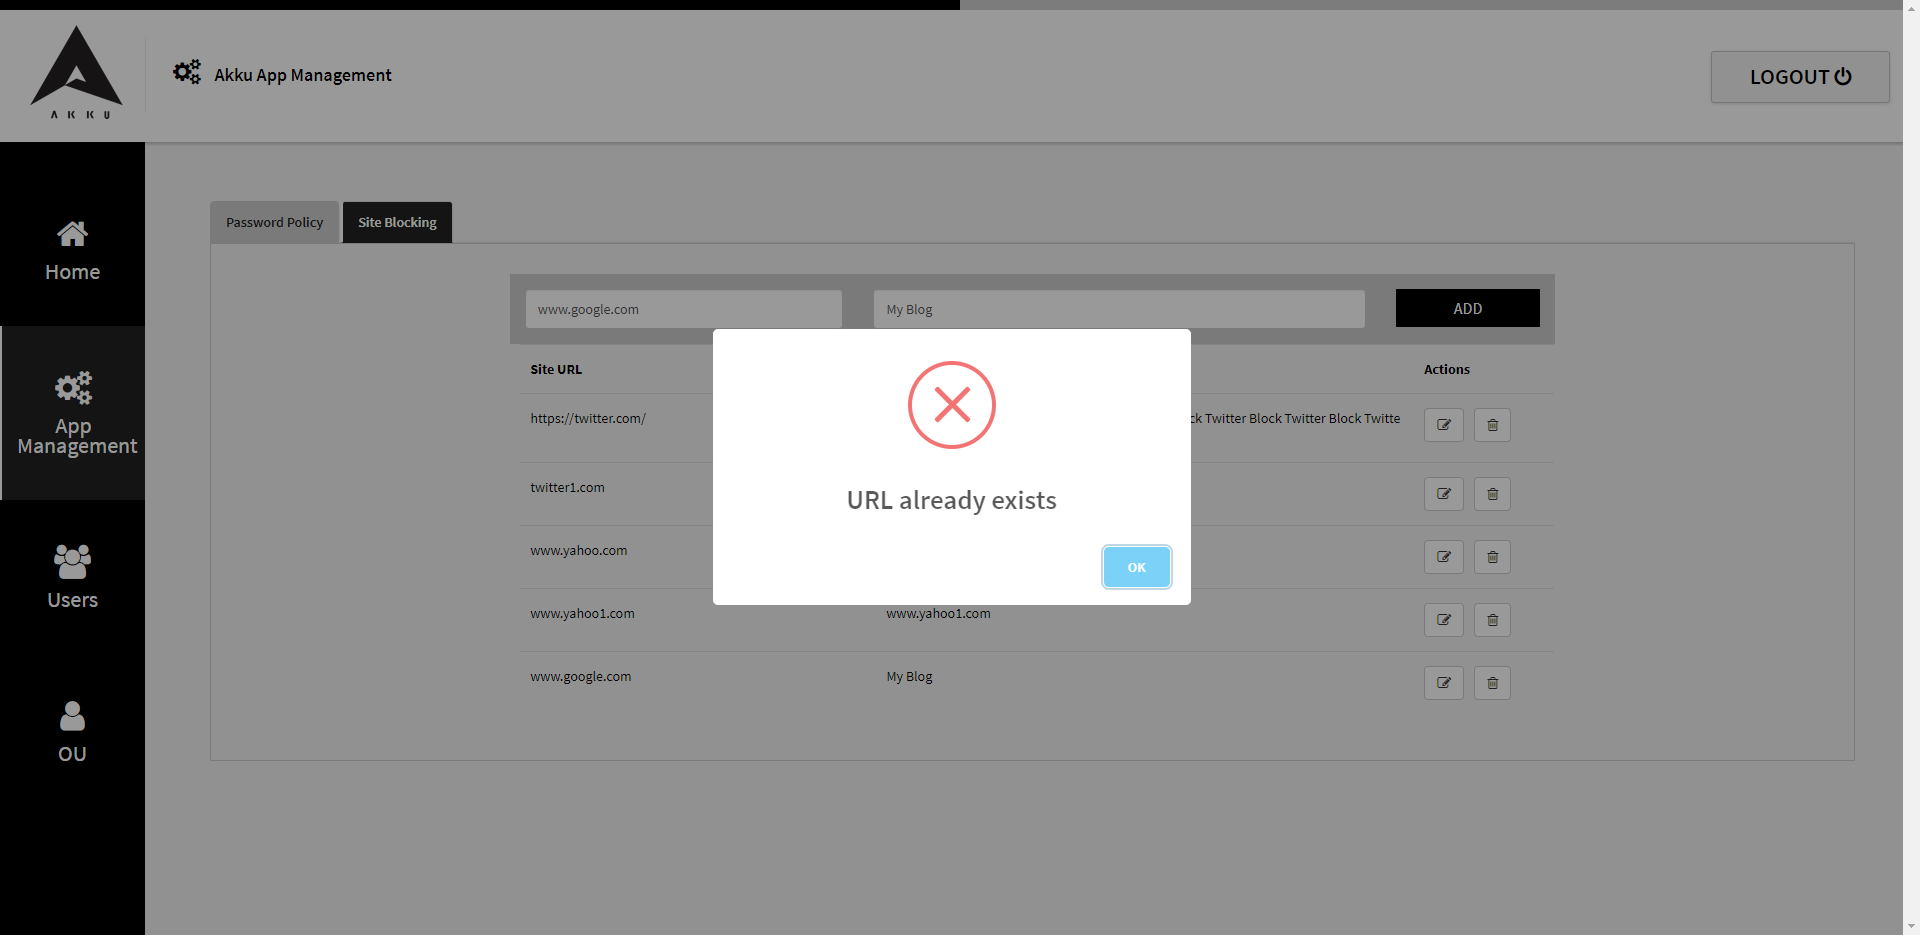 AKKU
Akku App Management
LOGOUT
Home
App
Management
Users
OU
Password Policy
Site Blocking
www.google.com
My Blog
ADD
Site URL
Actions
https://twitter.com/
ck Twitter Block Twitter Block Twitte
twitter1.com
www.yahoo.com
www.yahoo1.com
www.yahoo1.com
www.google.com
My Blog
URL already exists
OK